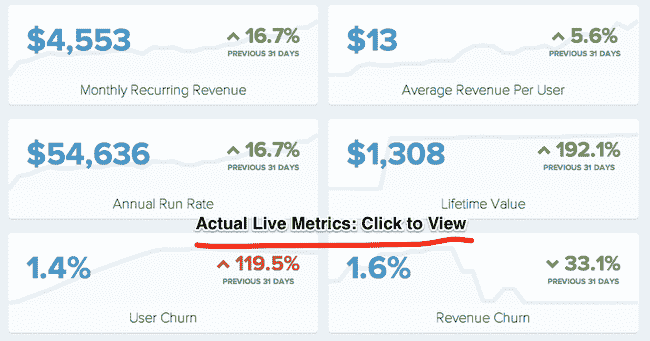 $4,553
16.7%
PREVIOUS 31 DAYS
Monthly Recurring Revenue
$13
5.6%
PREVIOUS 31 DAYS
Average Revenue Per User
$54,636
16.7%
PREVIOUS 31 DAYS
Annual Run Rate
$1,308
192.1%
PREVIOUS 31 DAYS
Lifetime Value
Actual Live Metrics: Click to View
1.4%
119.5%
PREVIOUS 31 DAYS
User Churn
1.6%
33.1%
PREVIOUS 31 DAYS
Revenue Churn